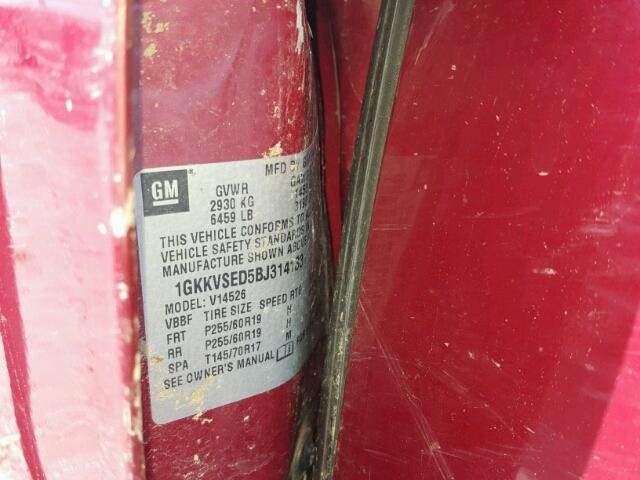 GM
MFD BY
GVWR
2930 KG
6459 LB
THIS VEHICLE CONFORMS TO
VEHICLE SAFETY STANDARDS IN
MANUFACTURE SHOWN ABOVE
MODEL: V14526
VBBF TIRE SIZE SPEED RTG
FRT P255/60R19 H
RR P255/60R19 H
SPA T145/70R17 M
SEE OWNER'S MANUAL